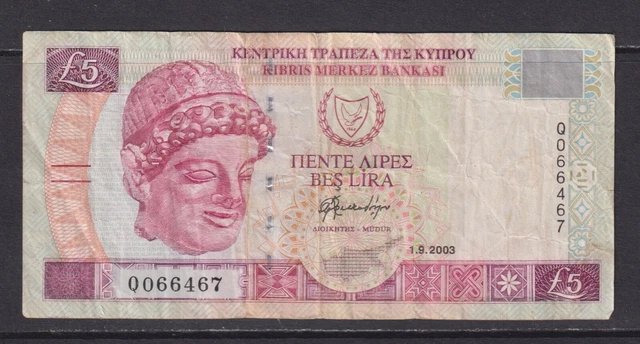 £5
ΚΕΝΤΡΙΚΗ ΤΡΑΠΕΖΑ ΤΗΣ ΚΥΠΡΟΥ
KIBRIS MERKEZ BANKASI
ΠΕΝΤΕ ΛΙΡΕΣ
BEŞ LİRA
ΔΙΟΙΚΗΤΗΣ - MÜDÜR
1.9.2003
Q066467
Q066467
£5